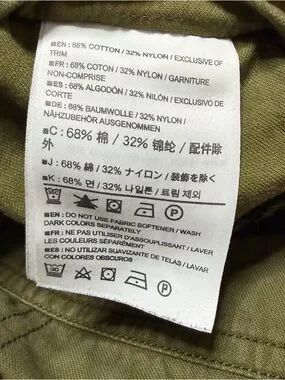 ■EN : 68% COTTON / 32% NYLON / EXCLUSIVE OF
TRIM
■FR : 68% COTON / 32% NYLON / GARNITURE
NON-COMPRISE
■ES : 68% ALGODÓN / 32% NILÓN / EXCLUSIVO DE
CORTE
■DE : 68% BAUMWOLLE / 32% NYLON /
NÄHZUBEHÖR AUSGENOMMEN
■C : 68% 棉 / 32% 锦纶 / 配件除
外
■J : 68% 綿 / 32% ナイロン / 装飾を除く
■K : 68% 면 / 32% 나일론 / 트림 제외
P
■EN : DO NOT USE FABRIC SOFTENER / WASH
DARK COLORS SEPARATELY
■FR : NE PAS UTILISER D'ASSOUPLISSANT / LAVER
LES COULEURS SÉPARÉMENT
■ES : NO UTILIZAR SUAVIZANTE DE TELAS / LAVAR
CON COLORES OBSCUROS
30 P